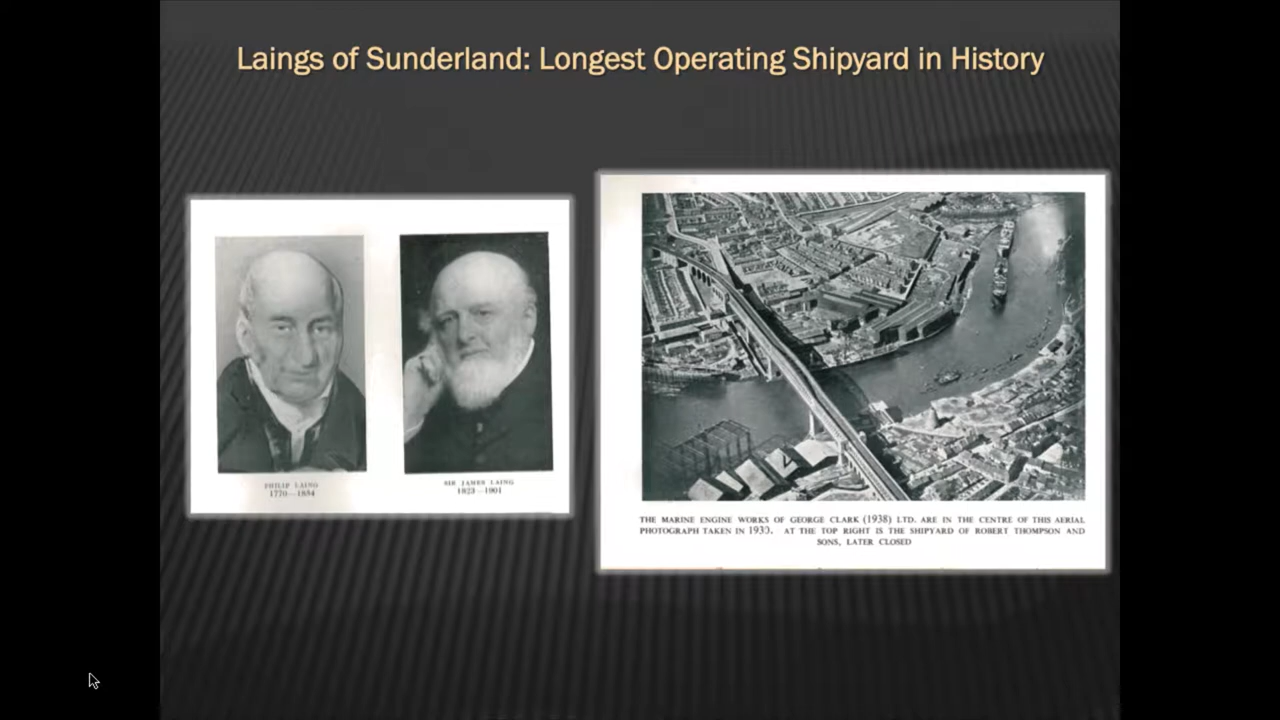 Laings of Sunderland: Longest Operating Shipyard in History
PHILIP LAING
1770—1854
SIR JAMES LAING
1823—1901
THE MARINE ENGINE WORKS OF GEORGE CLARK (1938) LTD. ARE IN THE CENTRE OF THIS AERIAL
PHOTOGRAPH TAKEN IN 1930. AT THE TOP RIGHT IS THE SHIPYARD OF ROBERT THOMPSON AND
SONS, LATER CLOSED